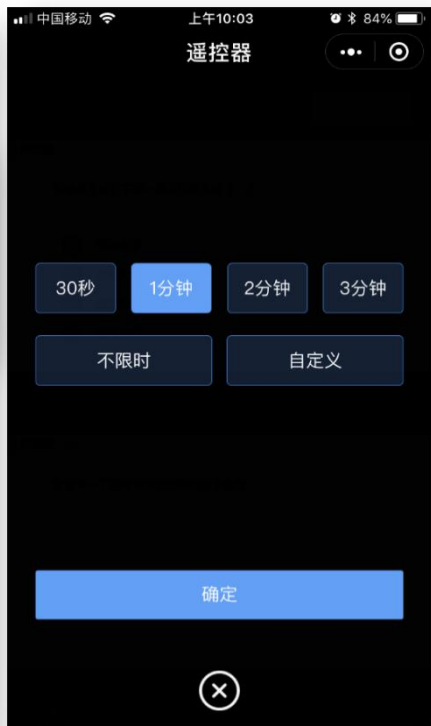 中国移动 上午10:03 84%
遥控器
30秒 1分钟 2分钟 3分钟
不限时 自定义
确定